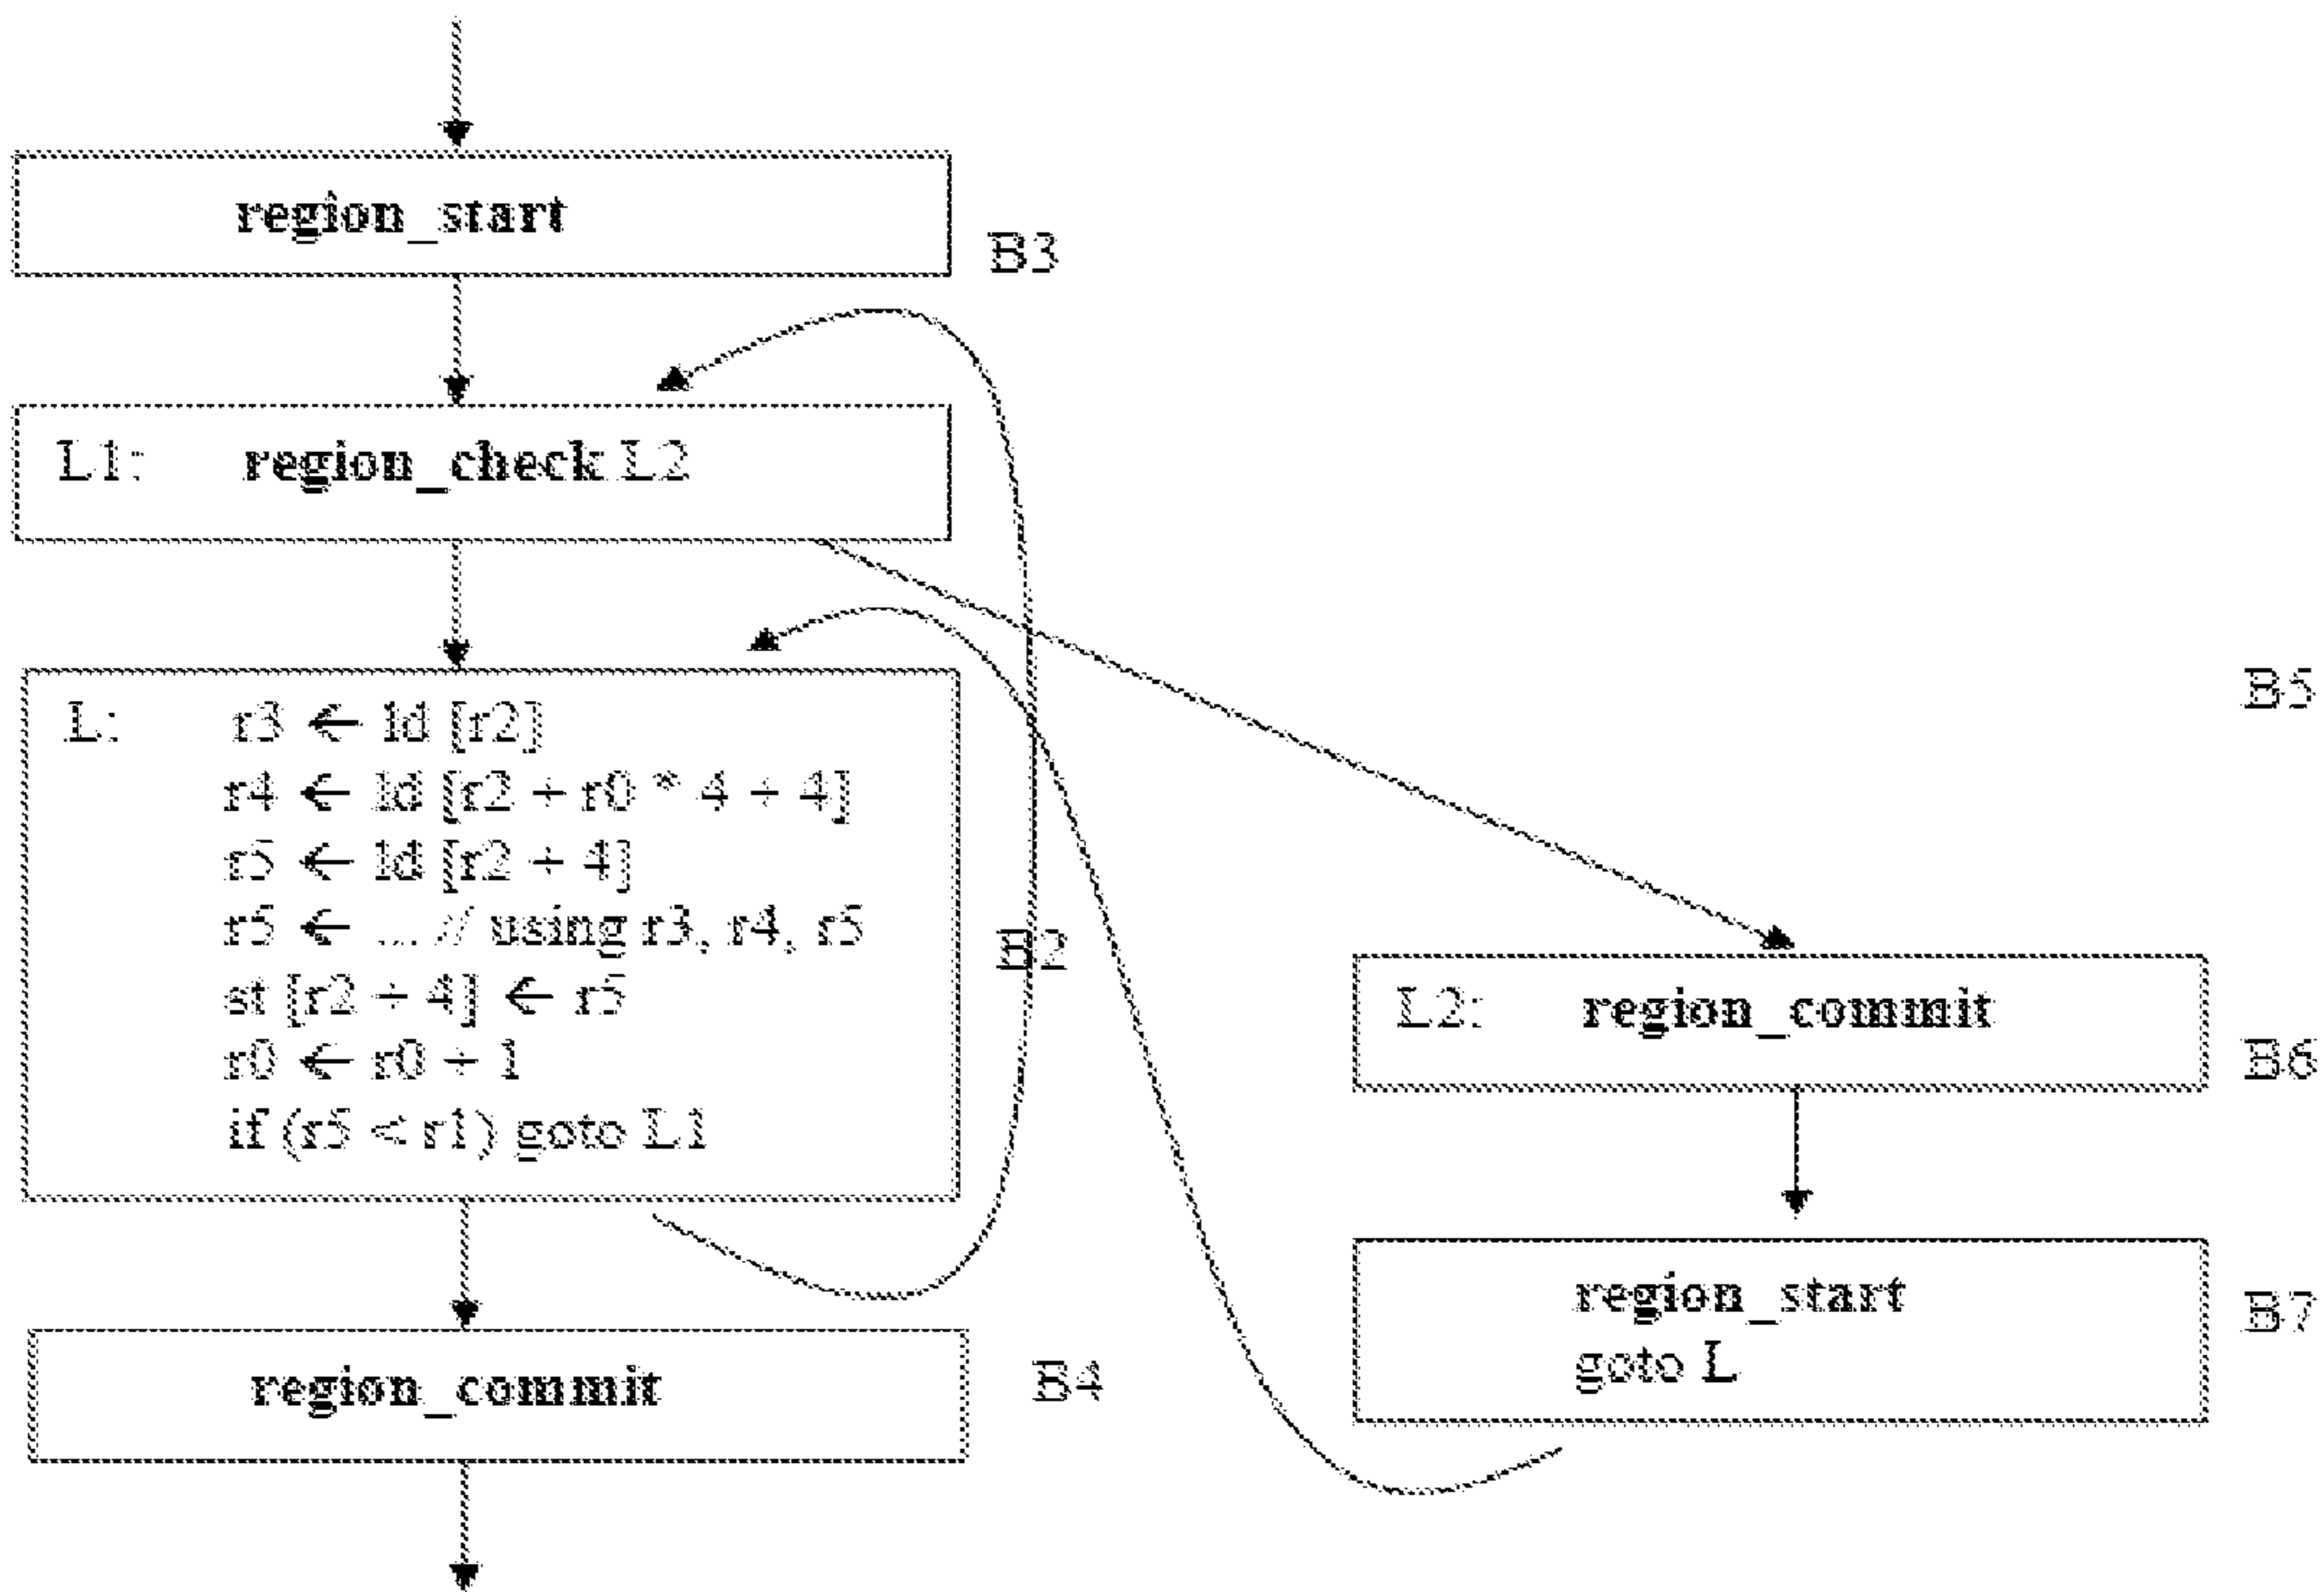 region_start
B3
L1: region_check L2
B5
L: r3 ← ld [r2]
r4 ← ld [r2 + r0 * 4 + 4]
r5 ← ld [r2 + 4]
r5 ← ... // using r3, r4, r5
B2
st [r2 + 4] ← r5
r0 ← r0 + 1
if (r5 < r1) goto L1
L2: region_commit
B6
region_start
goto L
B7
region_commit
B4